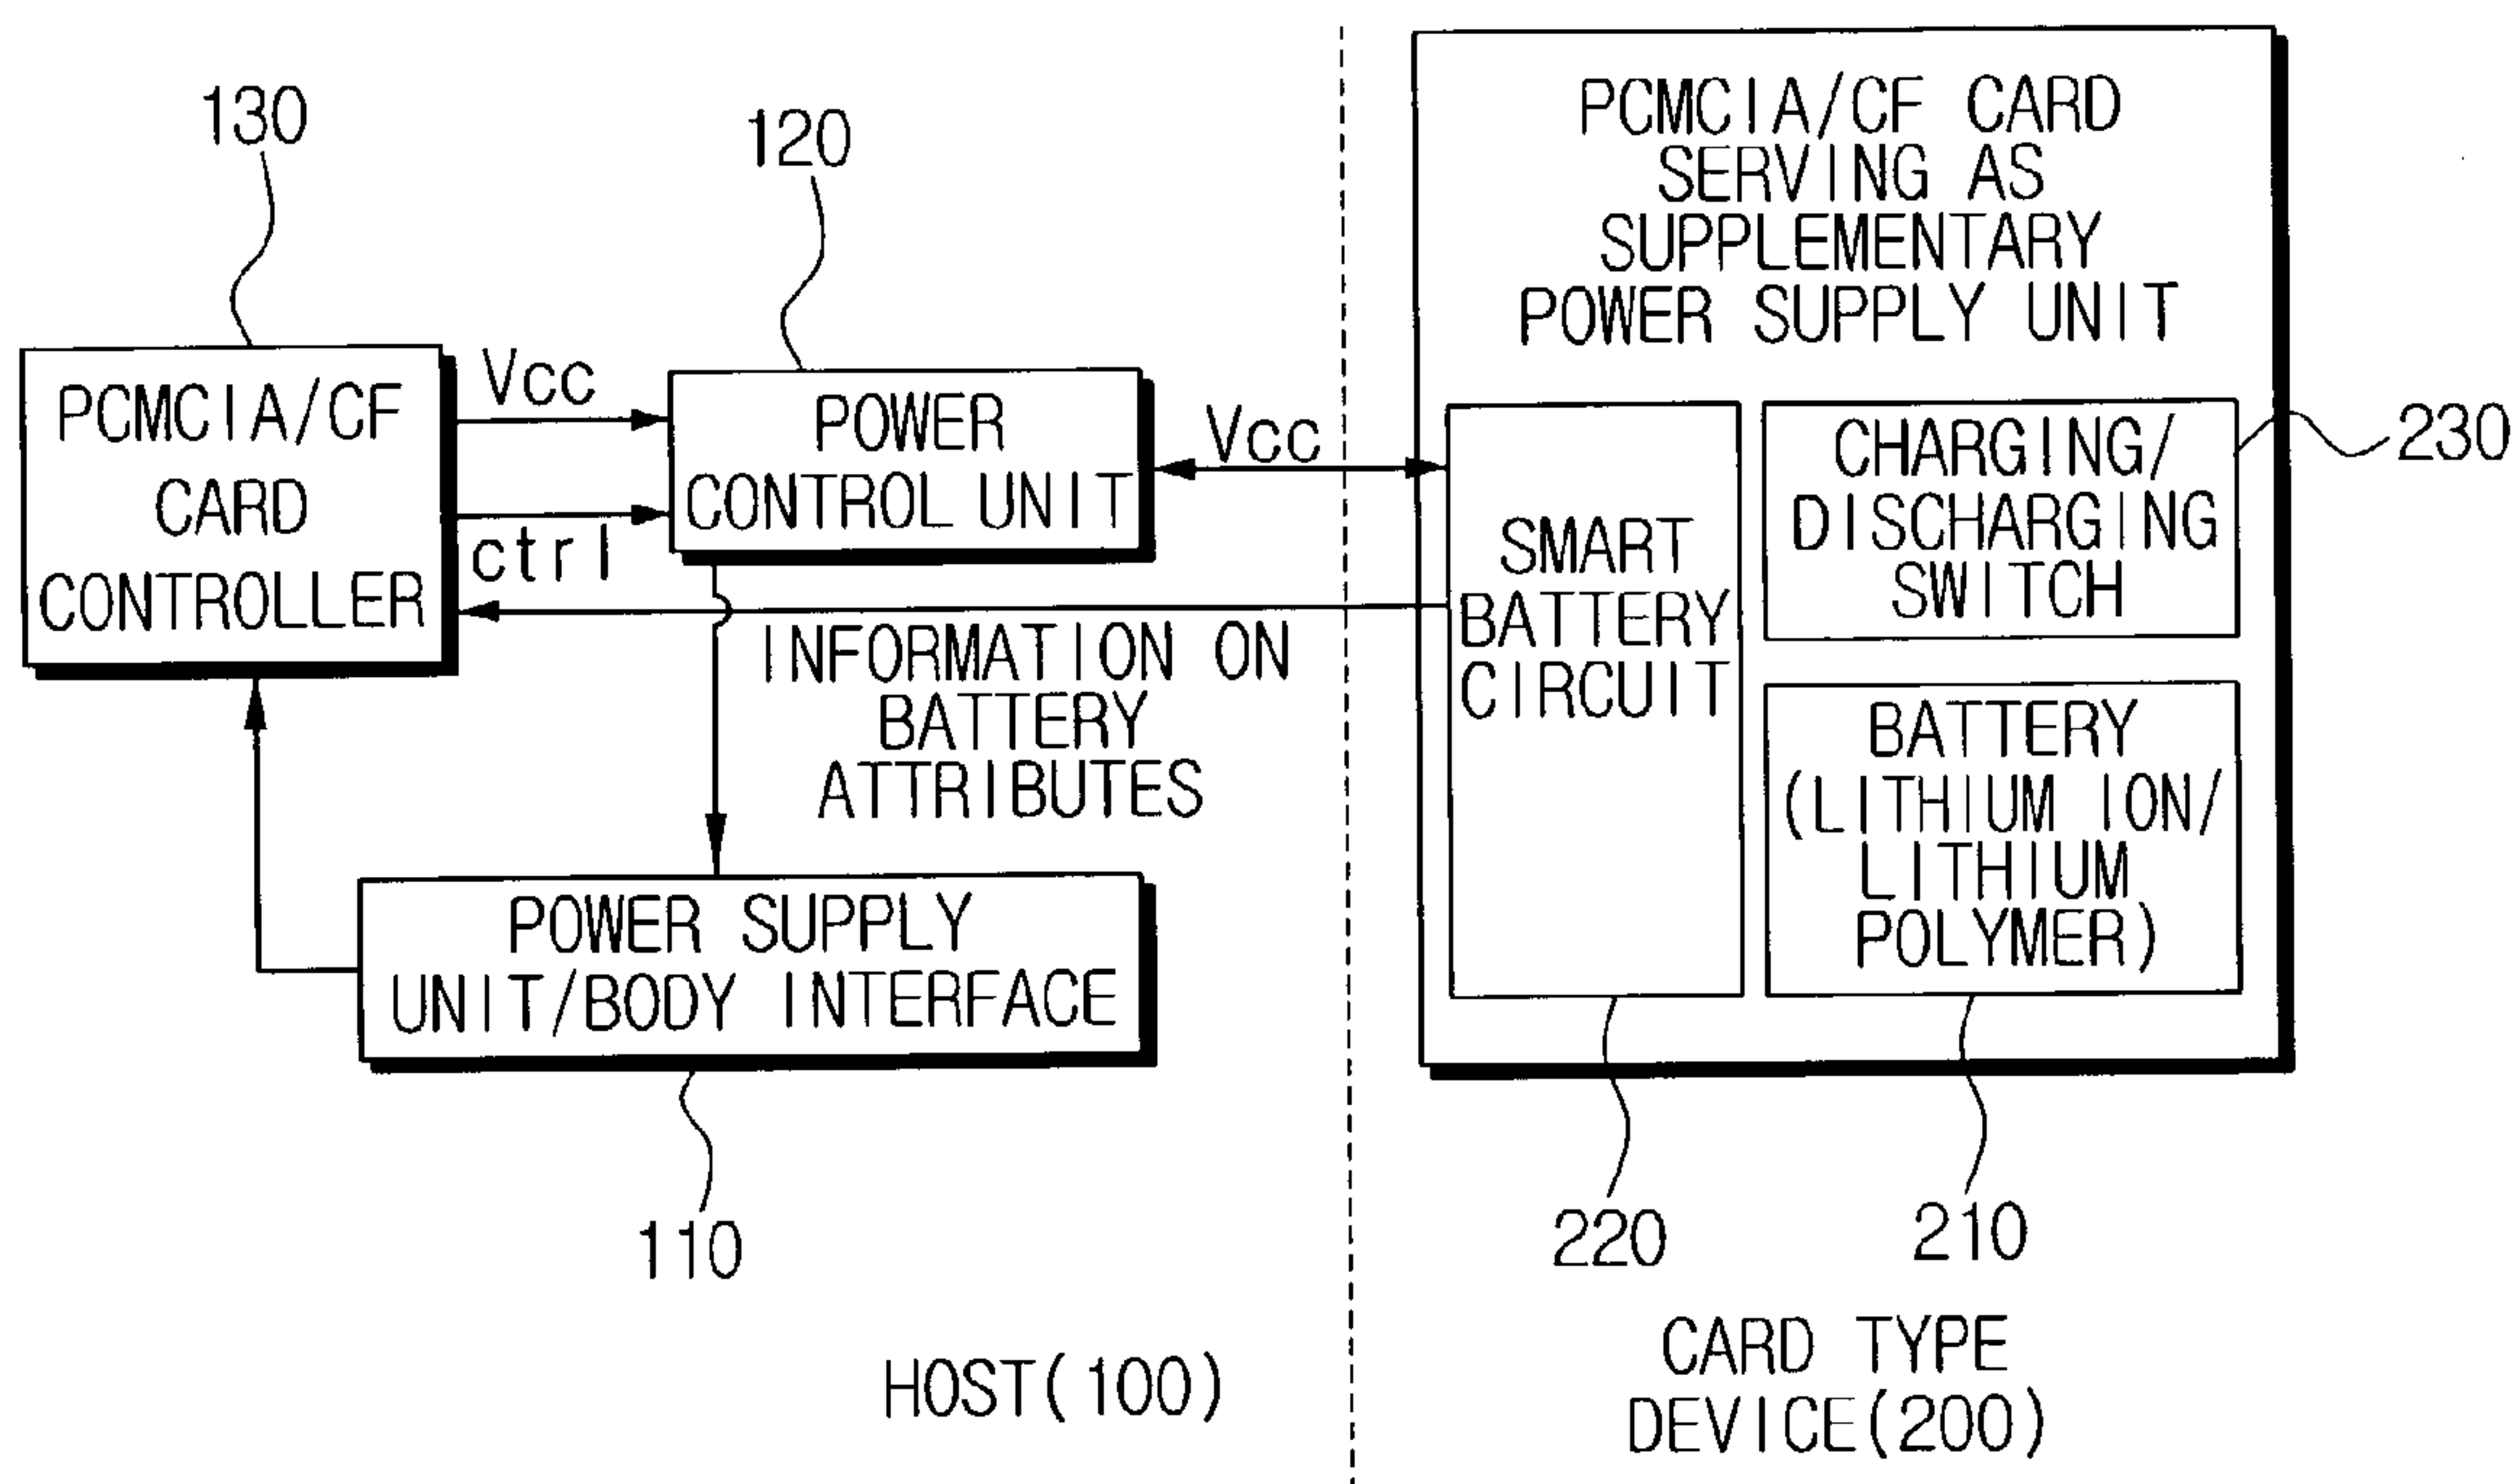 130
120
PCMCIA/CF CARD
SERVING AS
SUPPLEMENTARY
POWER SUPPLY UNIT
PCMCIA/CF
CARD
CONTROLLER
Vcc
ctrl
POWER
CONTROL UNIT
Vcc
SMART
BATTERY
CIRCUIT
CHARGING/
DISCHARGING
SWITCH
230
INFORMATION ON
BATTERY
ATTRIBUTES
BATTERY
(LITHIUM ION/
LITHIUM
POLYMER)
POWER SUPPLY
UNIT/BODY INTERFACE
110
220
210
HOST(100)
CARD TYPE
DEVICE(200)